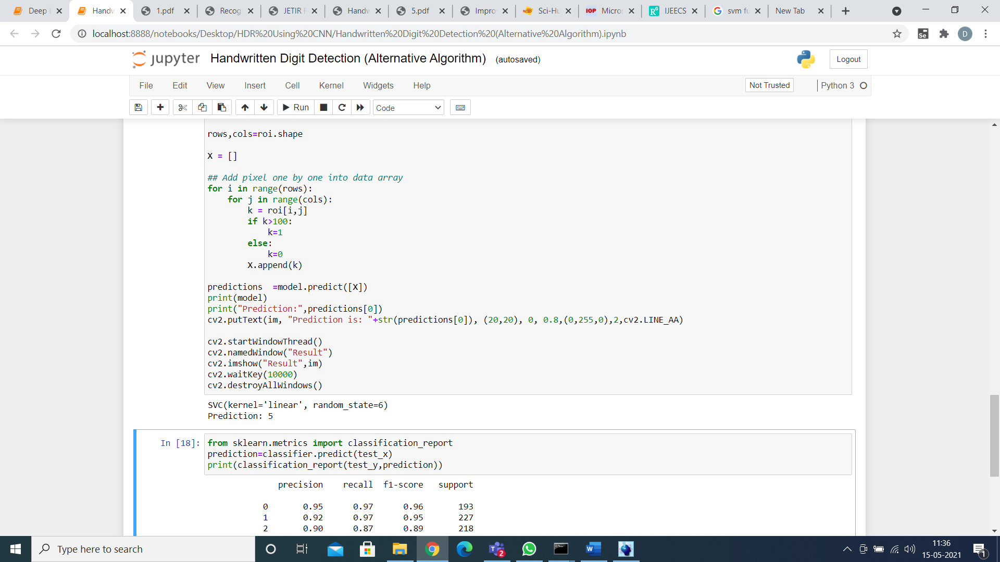 Deep
Handw
1.pdf
Recog
JETIR
Handw
5.pdf
Impro
Sci-Hu
IOP Micro
R⁶ IJEECS
G svm fu
New Tab
localhost:8888/notebooks/Desktop/HDR%20Using%20CNN/Handwritten%20Digit%20Detection%20(Alternative%20Algorithm).ipynb
Se
D
jupyter Handwritten Digit Detection (Alternative Algorithm) (autosaved)
Logout
File Edit View Insert Cell Kernel Widgets Help
Not Trusted
Python 3
Run
Code
rows,cols=roi.shape
X = []
## Add pixel one by one into data array
for i in range(rows):
for j in range(cols):
k = roi[i,j]
if k>100:
k=1
else:
k=0
X.append(k)
predictions =model.predict([X])
print(model)
print("Prediction:",predictions[0])
cv2.putText(im, "Prediction is: "+str(predictions[0]), (20,20), 0, 0.8,(0,255,0),2,cv2.LINE_AA)
cv2.startWindowThread()
cv2.namedWindow("Result")
cv2.imshow("Result",im)
cv2.waitKey(10000)
cv2.destroyAllWindows()
SVC(kernel='linear', random_state=6)
Prediction: 5
In [18]: from sklearn.metrics import classification_report
prediction=classifier.predict(test_x)
print(classification_report(test_y,prediction))
precision recall f1-score support
0 0.95 0.97 0.96 193
1 0.92 0.97 0.95 227
2 0.90 0.87 0.89 218
Type here to search
2
11:36
15-05-2021
1